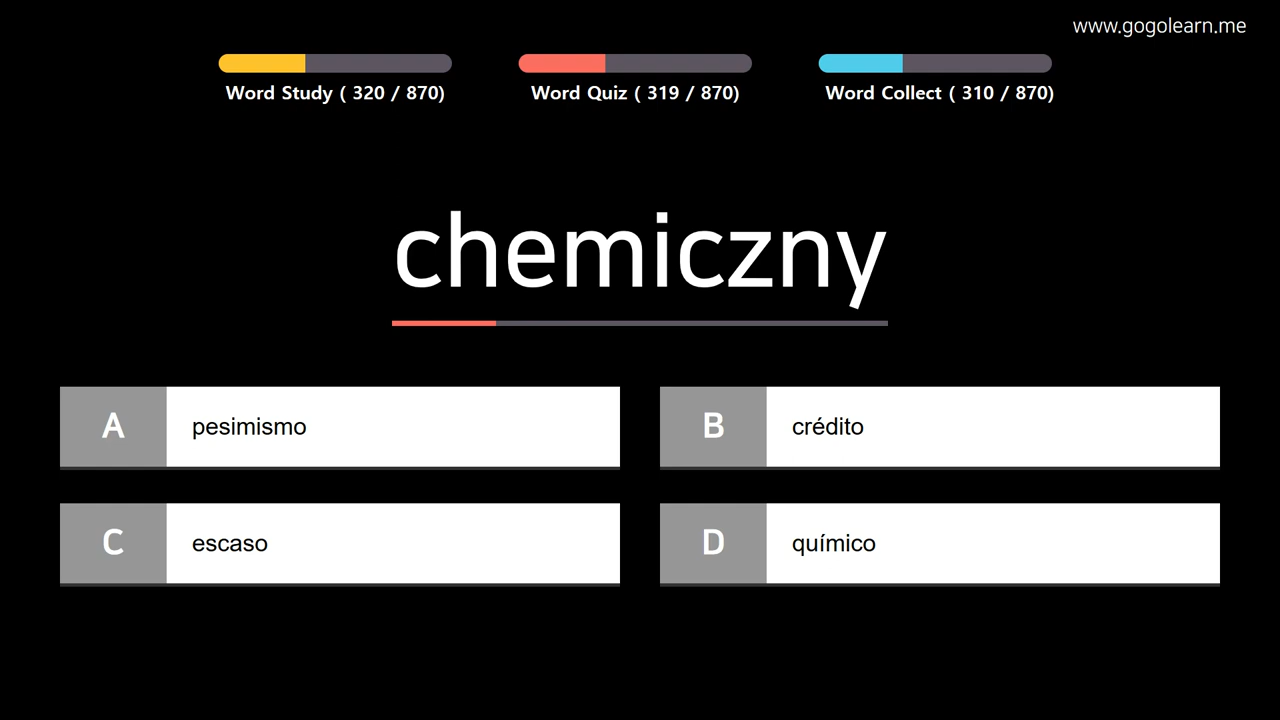 www.gogolearn.me
Word Study ( 320 / 870)
Word Quiz ( 319 / 870)
Word Collect ( 310 / 870)
chemiczny
A pesimismo
B crédito
C escaso
D químico